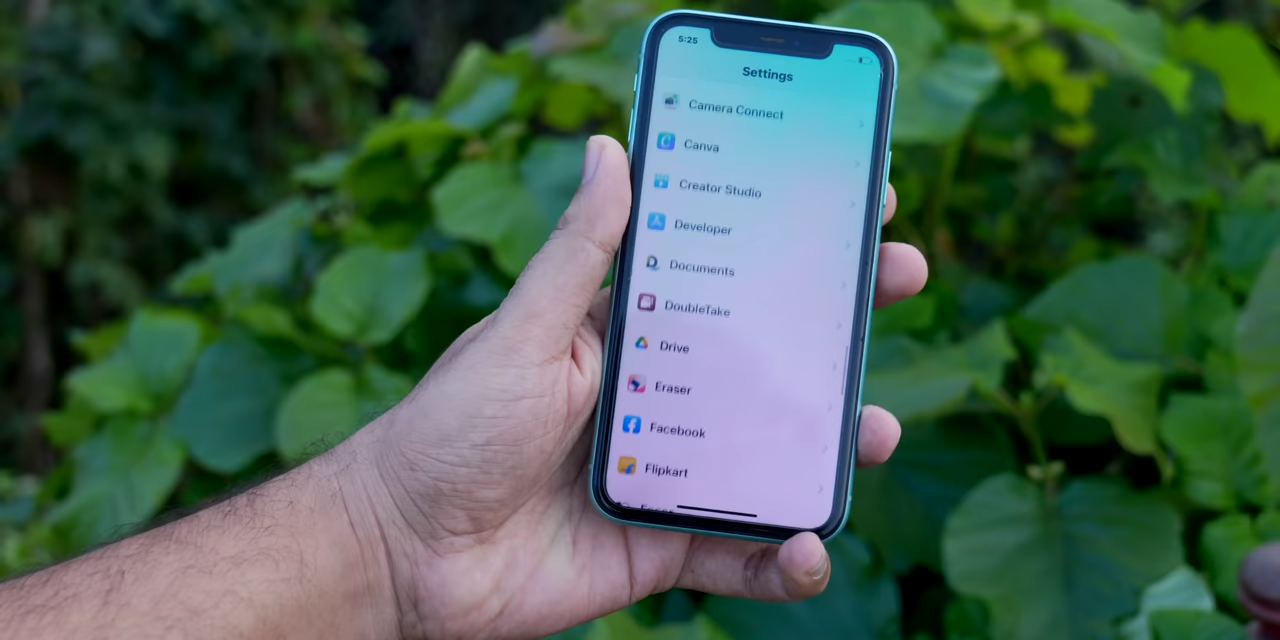 5:25
Settings
Camera Connect
Canva
Creator Studio
Developer
Documents
DoubleTake
Drive
Eraser
Facebook
Flipkart